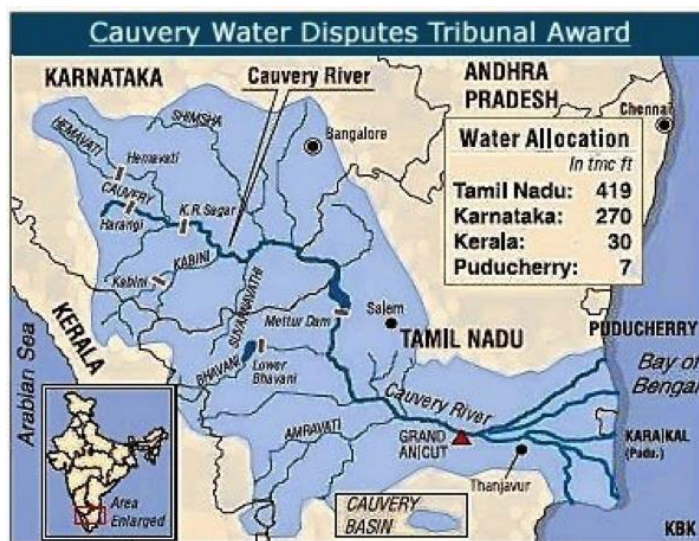 Cauvery Water Disputes Tribunal Award
KARNATAKA
Cauvery River
ANDHRA
PRADESH
Chennai
SHIMSHA
Bangalore
HEMAVATI
Hemavati
Water Allocation
In tmc ft
Tamil Nadu: 419
Karnataka: 270
Kerala: 30
Puducherry: 7
CAUVERY
K.R. Sagar
Harangi
KABINI
Kabini
SUVARNAVATHI
Mettur Dam
Salem
TAMIL NADU
PUDUCHERRY
KERALA
Arabian Sea
BHAVANI
Lower
Bhavani
Bay of
Bengal
Cauvery River
AMRAVATI
GRAND
ANICUT
KARAIKAL
(Pudu.)
Thanjavur
Area
Enlarged
CAUVERY
BASIN
KBK